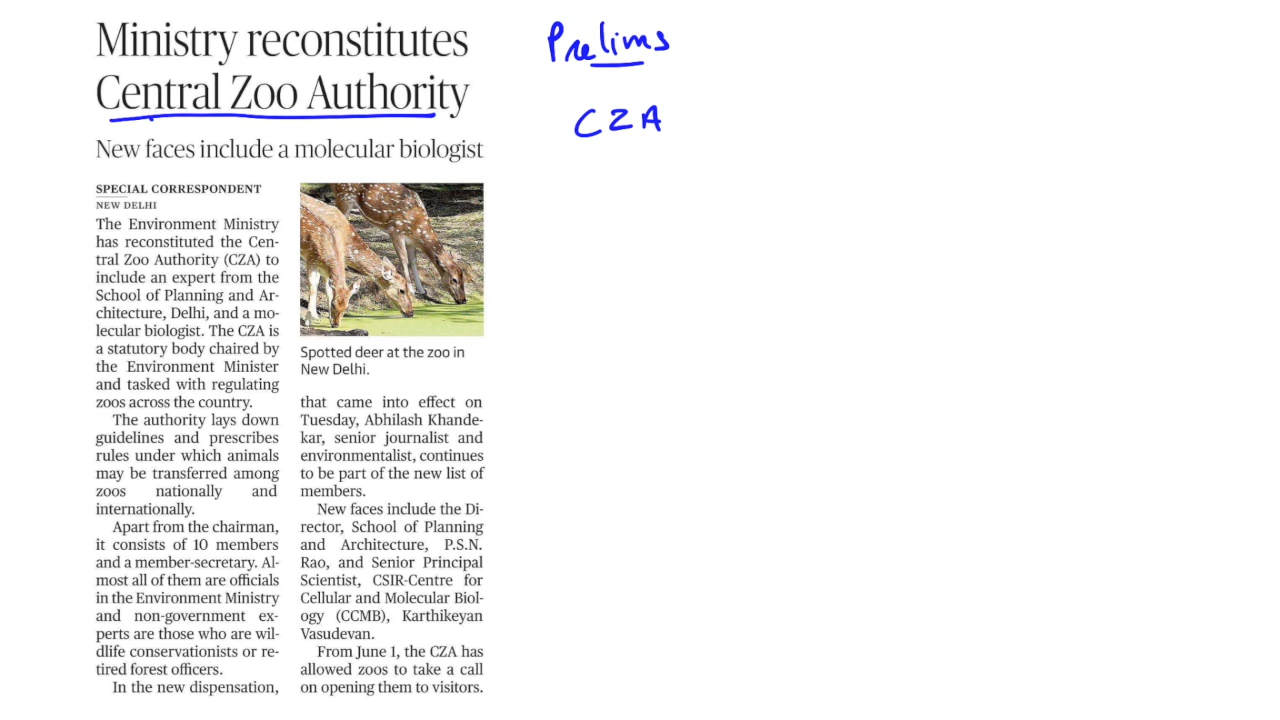 Ministry reconstitutes
Central Zoo Authority
New faces include a molecular biologist
SPECIAL CORRESPONDENT
NEW DELHI
The Environment Ministry
has reconstituted the Cen-
tral Zoo Authority (CZA) to
include an expert from the
School of Planning and Ar-
chitecture, Delhi, and a mo-
lecular biologist. The CZA is
a statutory body chaired by
the Environment Minister
and tasked with regulating
zoos across the country.
The authority lays down
guidelines and prescribes
rules under which animals
may be transferred among
zoos nationally and
internationally.
Apart from the chairman,
it consists of 10 members
and a member-secretary. Al-
most all of them are officials
in the Environment Ministry
and non-government ex-
perts are those who are wil-
dlife conservationists or re-
tired forest officers.
In the new dispensation,
Spotted deer at the zoo in
New Delhi.
that came into effect on
Tuesday, Abhilash Khande-
kar, senior journalist and
environmentalist, continues
to be part of the new list of
members.
New faces include the Di-
rector, School of Planning
and Architecture, P.S.N.
Rao, and Senior Principal
Scientist, CSIR-Centre for
Cellular and Molecular Biol-
ogy (CCMB), Karthikeyan
Vasudevan.
From June 1, the CZA has
allowed zoos to take a call
on opening them to visitors.
Prelims
CZA